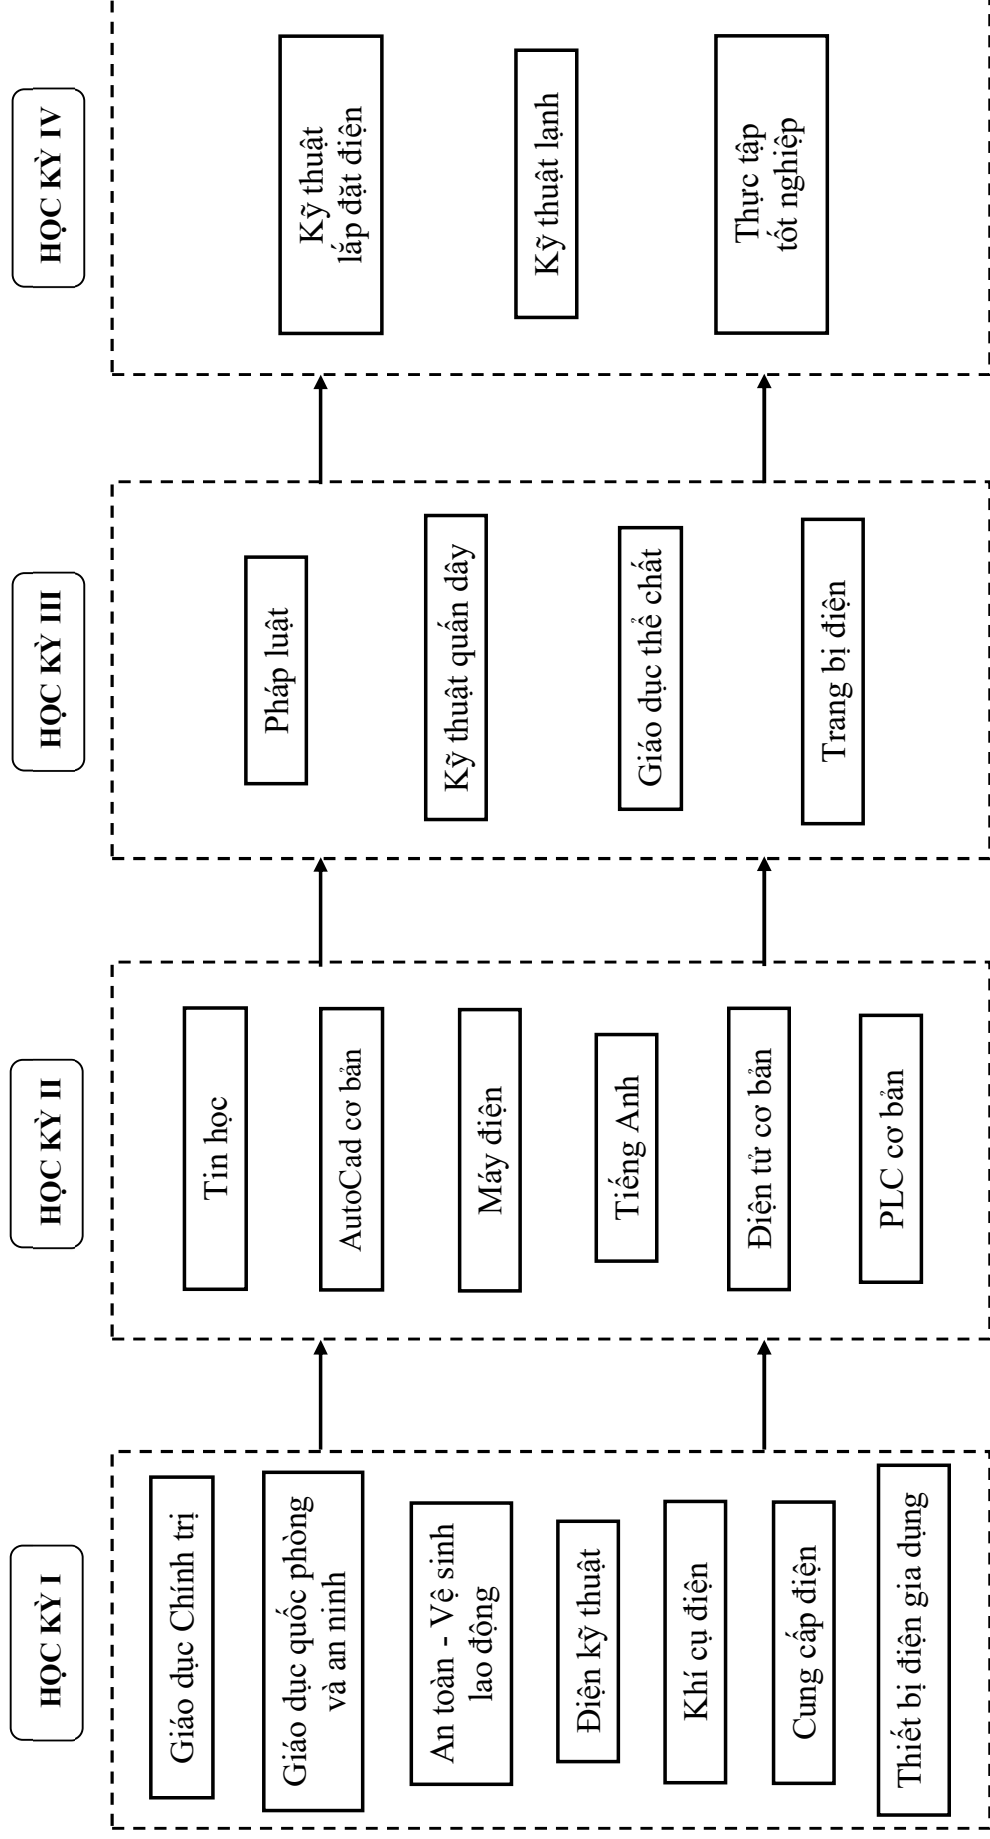 HỌC KỲ I
Giáo dục Chính trị
Giáo dục quốc phòng
và an ninh
An toàn - Vệ sinh
lao động
Điện kỹ thuật
Khí cụ điện
Cung cấp điện
Thiết bị điện gia dụng
HỌC KỲ II
Tin học
AutoCad cơ bản
Máy điện
Tiếng Anh
Điện tử cơ bản
PLC cơ bản
HỌC KỲ III
Pháp luật
Kỹ thuật quấn dây
Giáo dục thể chất
Trang bị điện
HỌC KỲ IV
Kỹ thuật
lắp đặt điện
Kỹ thuật lạnh
Thực tập
tốt nghiệp